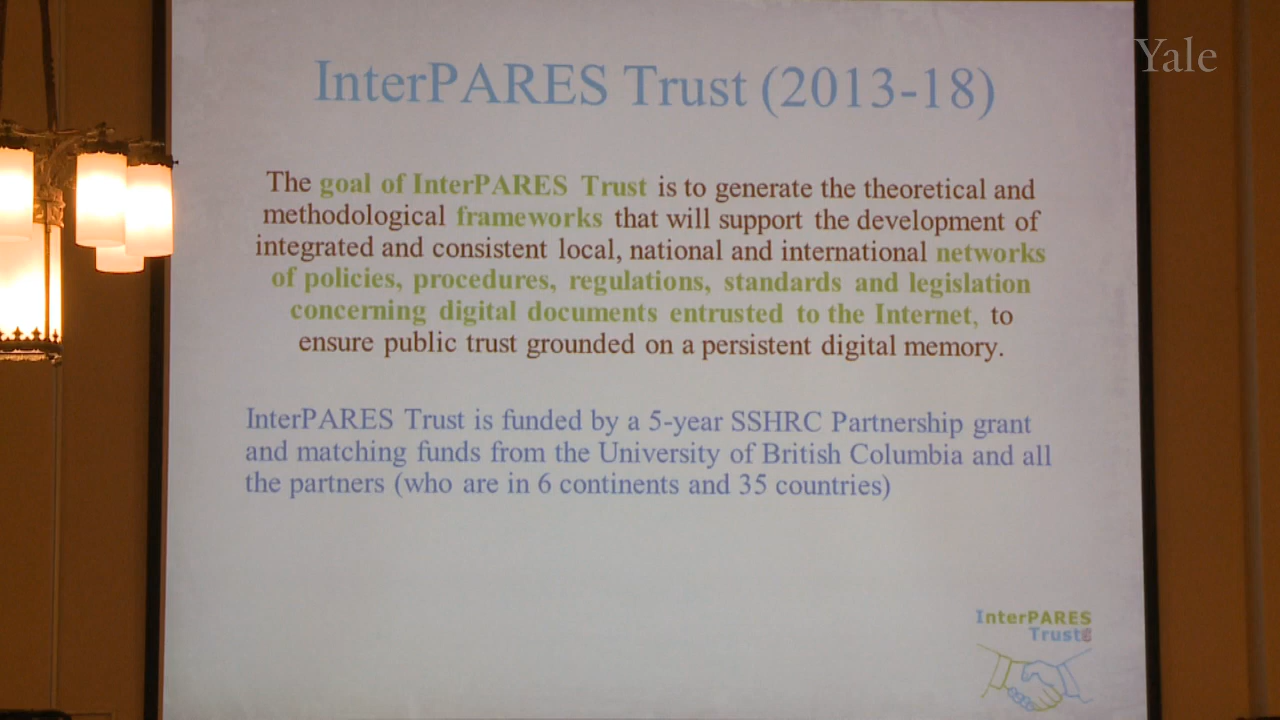 Yale
InterPARES Trust (2013-18)
The goal of InterPARES Trust is to generate the theoretical and
methodological frameworks that will support the development of
integrated and consistent local, national and international networks
of policies, procedures, regulations, standards and legislation
concerning digital documents entrusted to the Internet, to
ensure public trust grounded on a persistent digital memory.
InterPARES Trust is funded by a 5-year SSHRC Partnership grant
and matching funds from the University of British Columbia and all
the partners (who are in 6 continents and 35 countries)
InterPARES
Trust